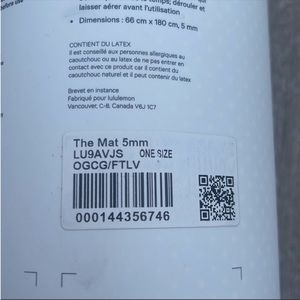 laisser aérer avant l'utilisation
• Dimensions : 66 cm x 180 cm, 5 mm
CONTIENT DU LATEX
Il est conseillé aux personnes allergiques au
caoutchouc ou au latex de ne pas entrer en
contact avec ce produit car il contient du
caoutchouc naturel et il peut contenir du latex
Brevet en instance
Fabriqué pour lululemon
Vancouver, C-B, Canada V6J 1C7
The Mat 5mm
LU9AVJS ONE SIZE
OGCG/FTLV
000144356746